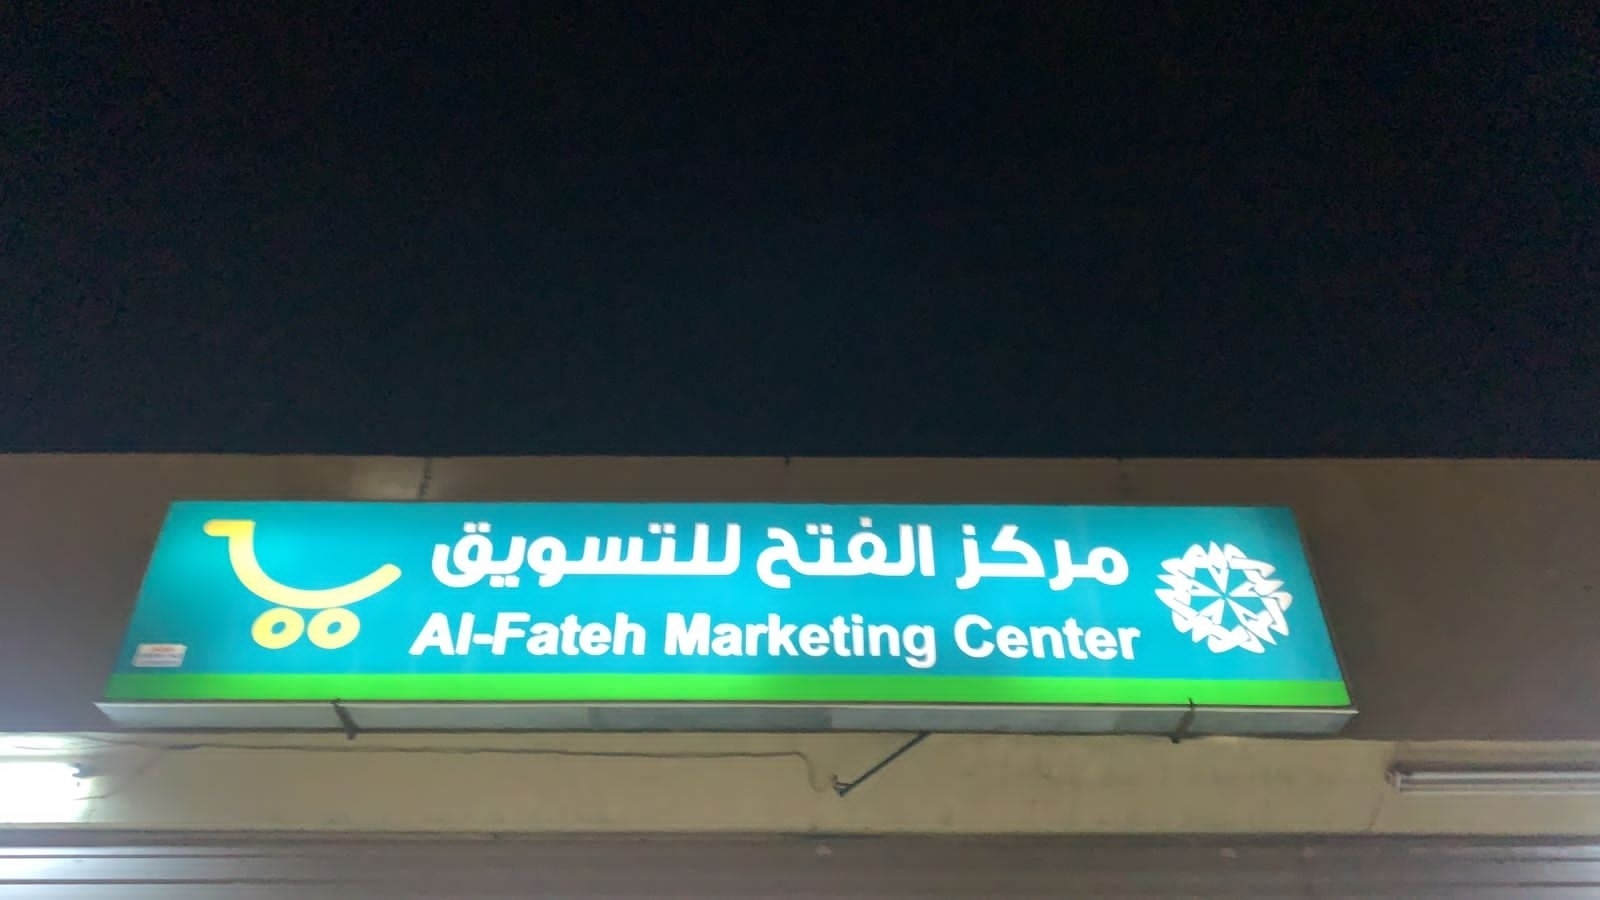 مركز الفتح للتسويق
Al-Fateh Marketing Center